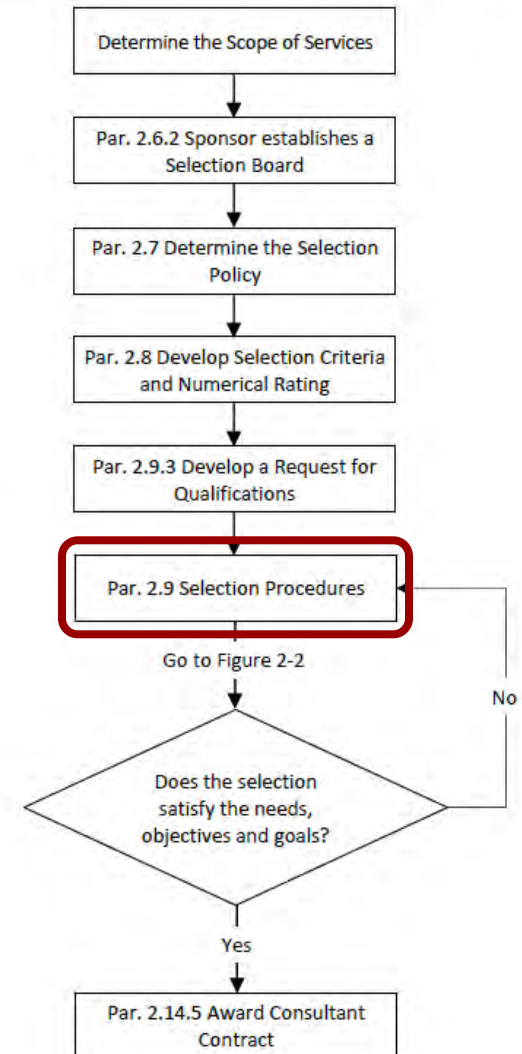 Determine the Scope of Services
Par. 2.6.2 Sponsor establishes a
Selection Board
Par. 2.7 Determine the Selection
Policy
Par. 2.8 Develop Selection Criteria
and Numerical Rating
Par. 2.9.3 Develop a Request for
Qualifications
Par. 2.9 Selection Procedures
Go to Figure 2-2
No
Does the selection
satisfy the needs,
objectives and goals?
Yes
Par. 2.14.5 Award Consultant
Contract